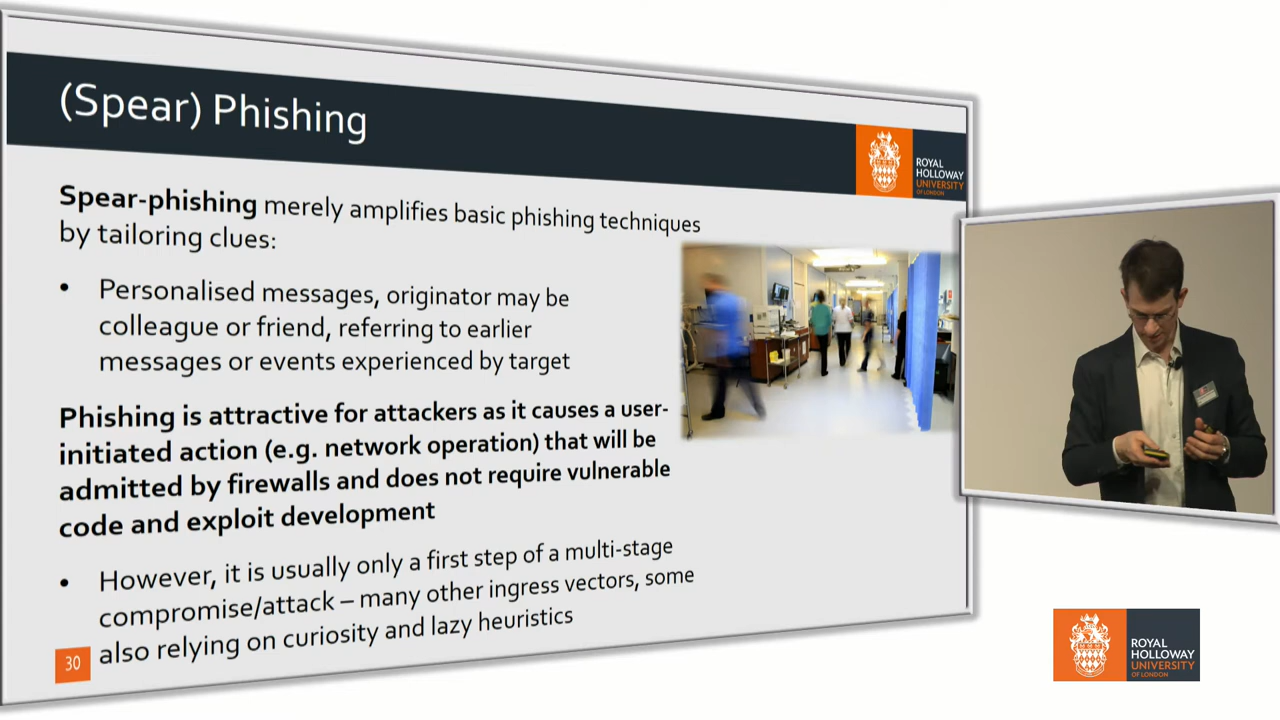 (Spear) Phishing
ROYAL
HOLLOWAY
UNIVERSITY
OF LONDON
Spear-phishing merely amplifies basic phishing techniques
by tailoring clues:
• Personalised messages, originator may be
colleague or friend, referring to earlier
messages or events experienced by target
Phishing is attractive for attackers as it causes a user-
initiated action (e.g. network operation) that will be
admitted by firewalls and does not require vulnerable
code and exploit development
• However, it is usually only a first step of a multi-stage
compromise/attack – many other ingress vectors, some
also relying on curiosity and lazy heuristics
30
ROYAL
HOLLOWAY
UNIVERSITY
OF LONDON